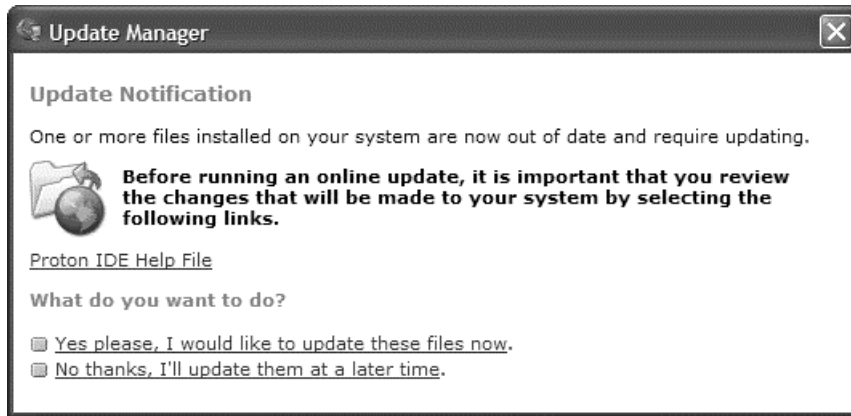 Update Manager
Update Notification
One or more files installed on your system are now out of date and require updating.
Before running an online update, it is important that you review
the changes that will be made to your system by selecting the
following links.
Proton IDE Help File
What do you want to do?
Yes please, I would like to update these files now.
No thanks, I'll update them at a later time.